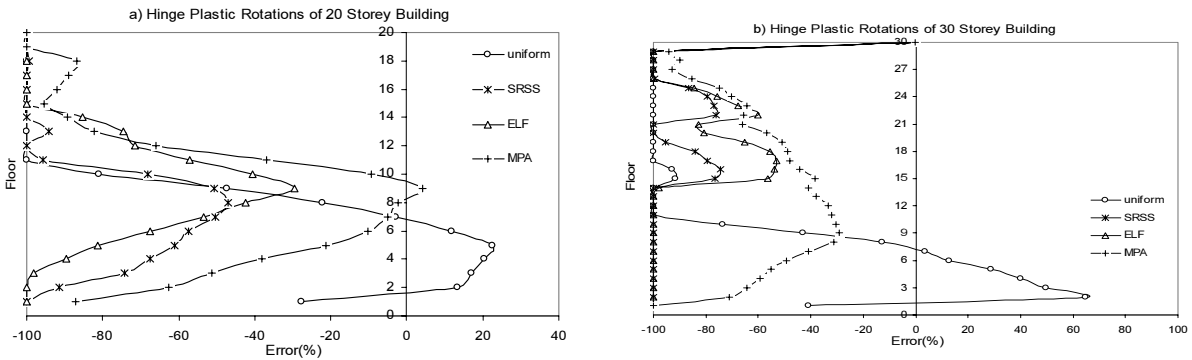 a) Hinge Plastic Rotations of 20 Storey Building
20
18
16
14
12
10
8
6
4
2
0
Floor
-100
-80
-60
-40
-20
0
20
40
Error(%)
uniform
SRSS
ELF
MPA
b) Hinge Plastic Rotations of 30 Storey Building
30
27
24
21
18
15
12
9
6
3
0
Floor
-100
-80
-60
-40
-20
0
20
40
60
80
100
Error(%)
uniform
SRSS
ELF
MPA